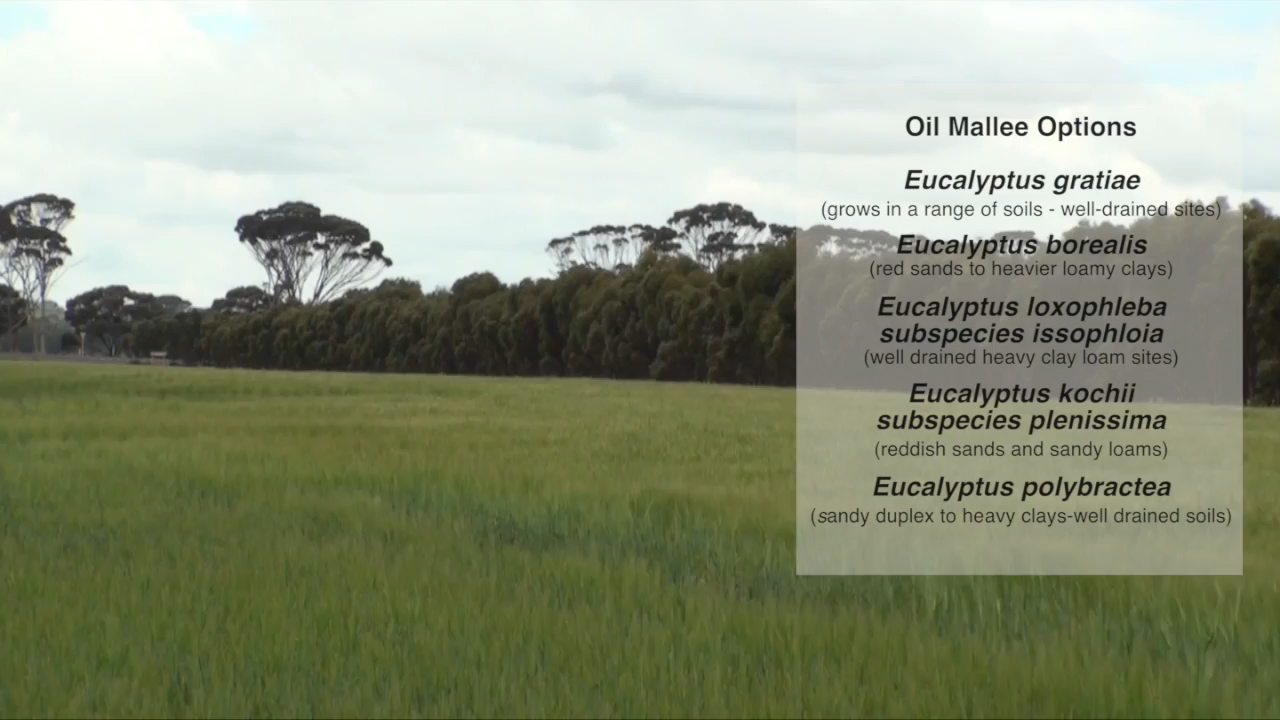 Oil Mallee Options
Eucalyptus gratiae
(grows in a range of soils - well-drained sites)
Eucalyptus borealis
(red sands to heavier loamy clays)
Eucalyptus loxophleba
subspecies issophloia
(well drained heavy clay loam sites)
Eucalyptus kochii
subspecies plenissima
(reddish sands and sandy loams)
Eucalyptus polybractea
(sandy duplex to heavy clays-well drained soils)